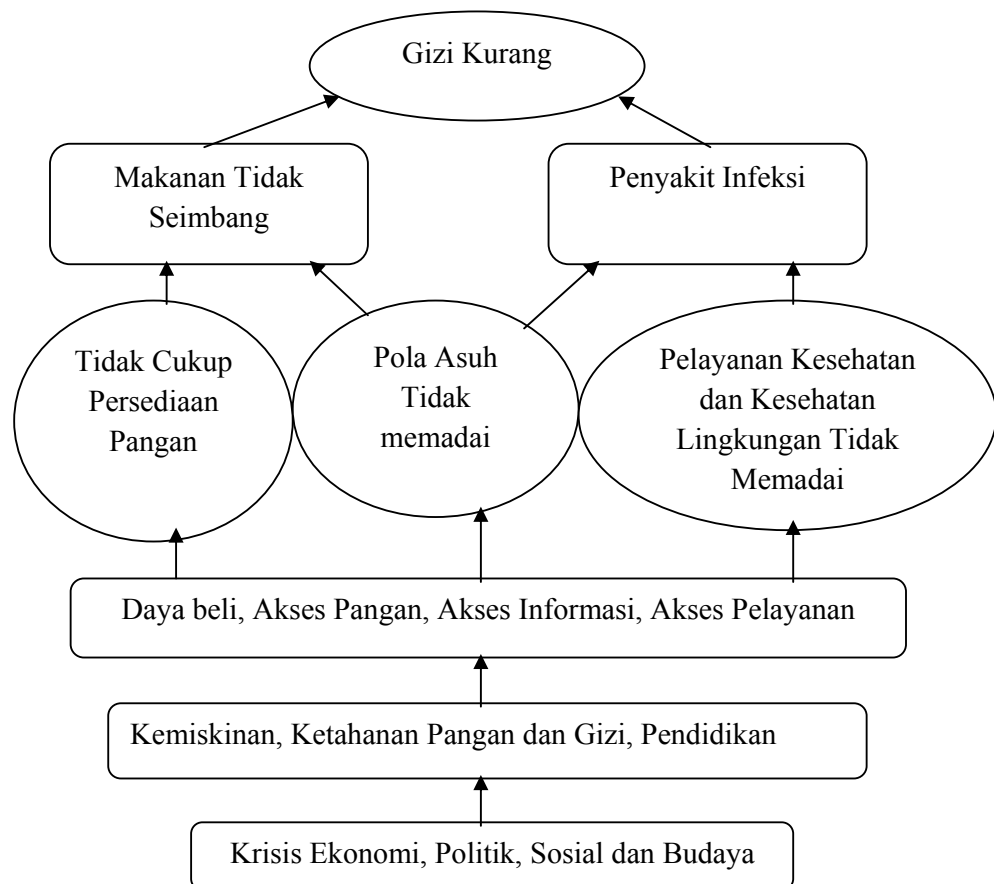 Gizi Kurang
Makanan Tidak
Seimbang
Penyakit Infeksi
Tidak Cukup
Persediaan
Pangan
Pola Asuh
Tidak
memadai
Pelayanan Kesehatan
dan Kesehatan
Lingkungan Tidak
Memadai
Daya beli, Akses Pangan, Akses Informasi, Akses Pelayanan
Kemiskinan, Ketahanan Pangan dan Gizi, Pendidikan
Krisis Ekonomi, Politik, Sosial dan Budaya